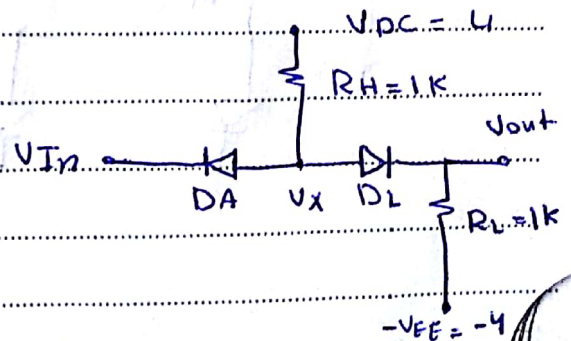 VDC = 4
RH = 1K
Vout
VIn
DA
VX
DL
RL = 1K
-VEE = -4